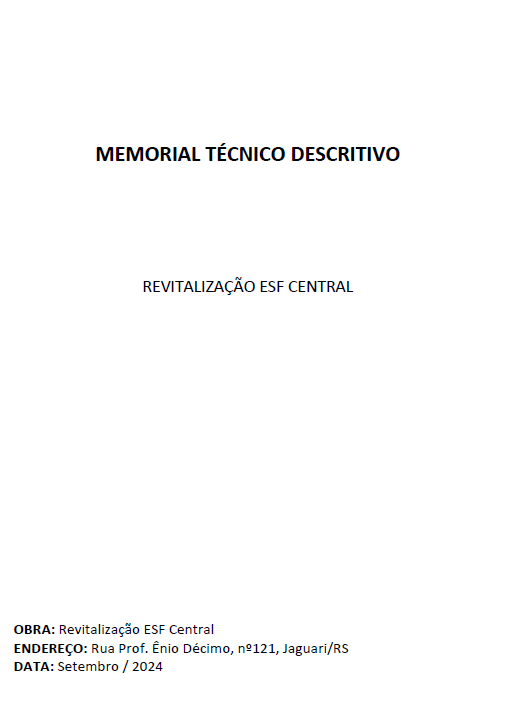 MEMORIAL TÉCNICO DESCRITIVO
REVITALIZAÇÃO ESF CENTRAL
OBRA: Revitalização ESF Central
ENDEREÇO: Rua Prof. Ênio Décimo, nº121, Jaguari/RS
DATA: Setembro / 2024